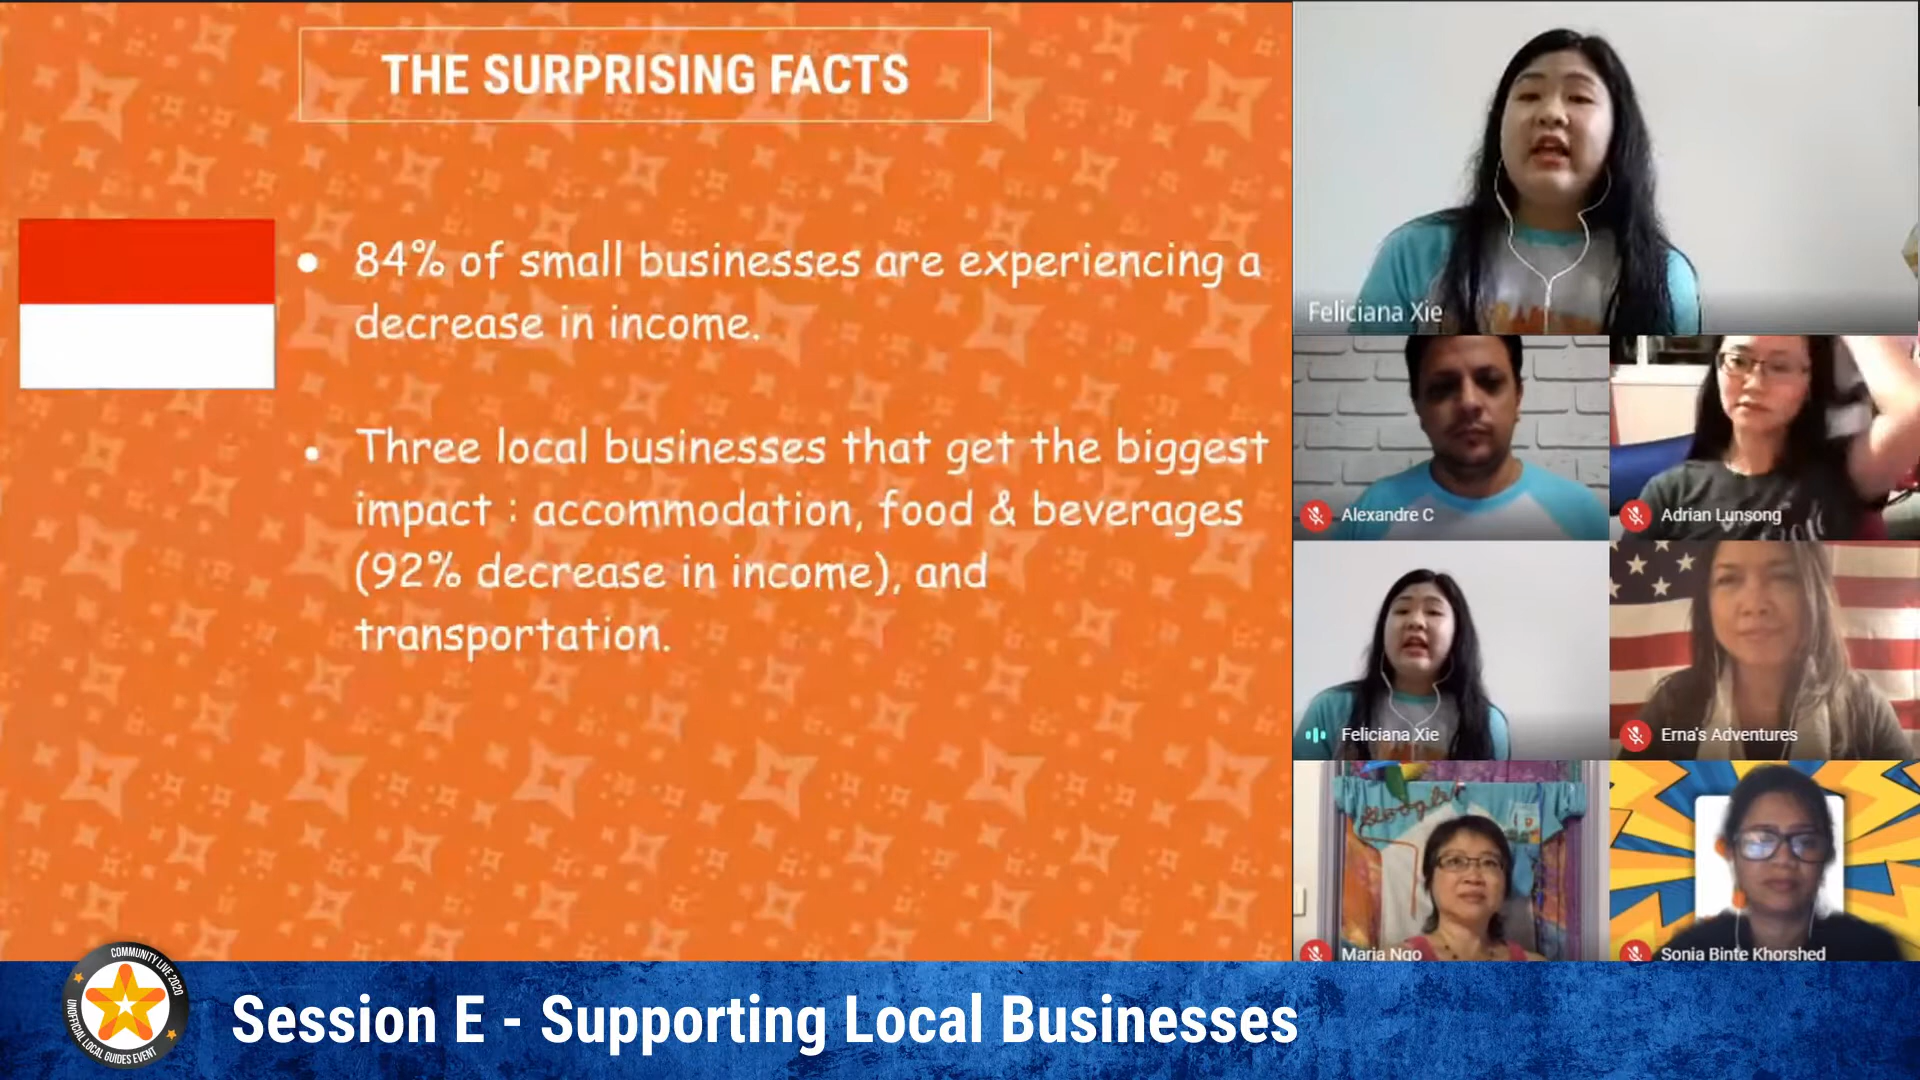 THE SURPRISING FACTS
84% of small businesses are experiencing a
decrease in income.
Three local businesses that get the biggest
impact : accommodation, food & beverages
(92% decrease in income), and
transportation.
Feliciana Xie
Alexandre C
Adrian Lunsong
Feliciana Xie
Erna's Adventures
Google
Maria Ngo
Sonia Binte Khorshed
COMMUNITY LIVE 2020
UNOFFICIAL LOCAL GUIDES EVENT
Session E - Supporting Local Businesses